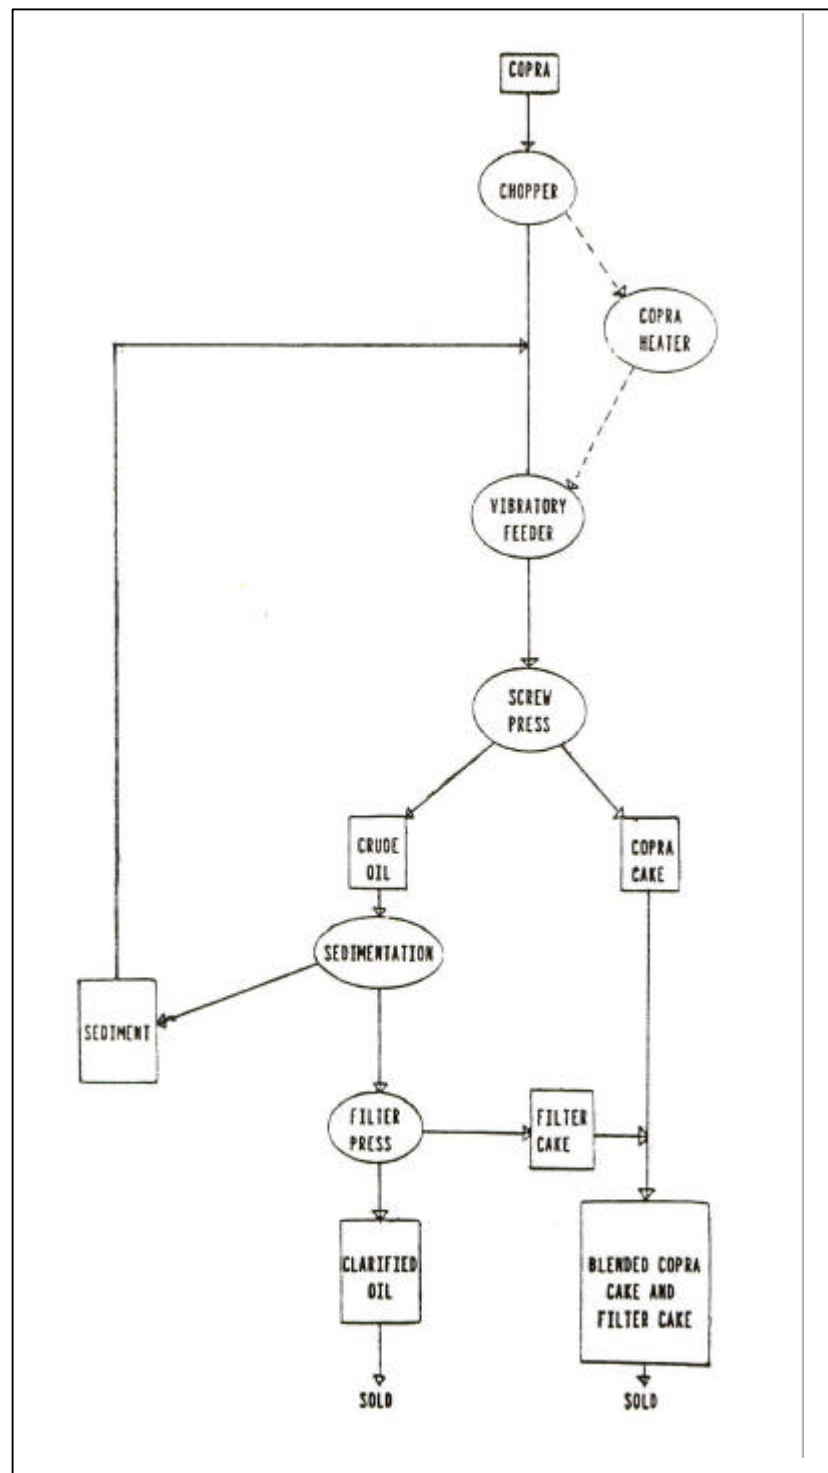 COPRA
CHOPPER
COPRA
HEATER
VIBRATORY
FEEDER
SCREW
PRESS
CRUDE
OIL
COPRA
CAKE
SEDIMENTATION
SEDIMENT
FILTER
PRESS
FILTER
CAKE
CLARIFIED
OIL
BLENDED COPRA
CAKE AND
FILTER CAKE
SOLD
SOLD